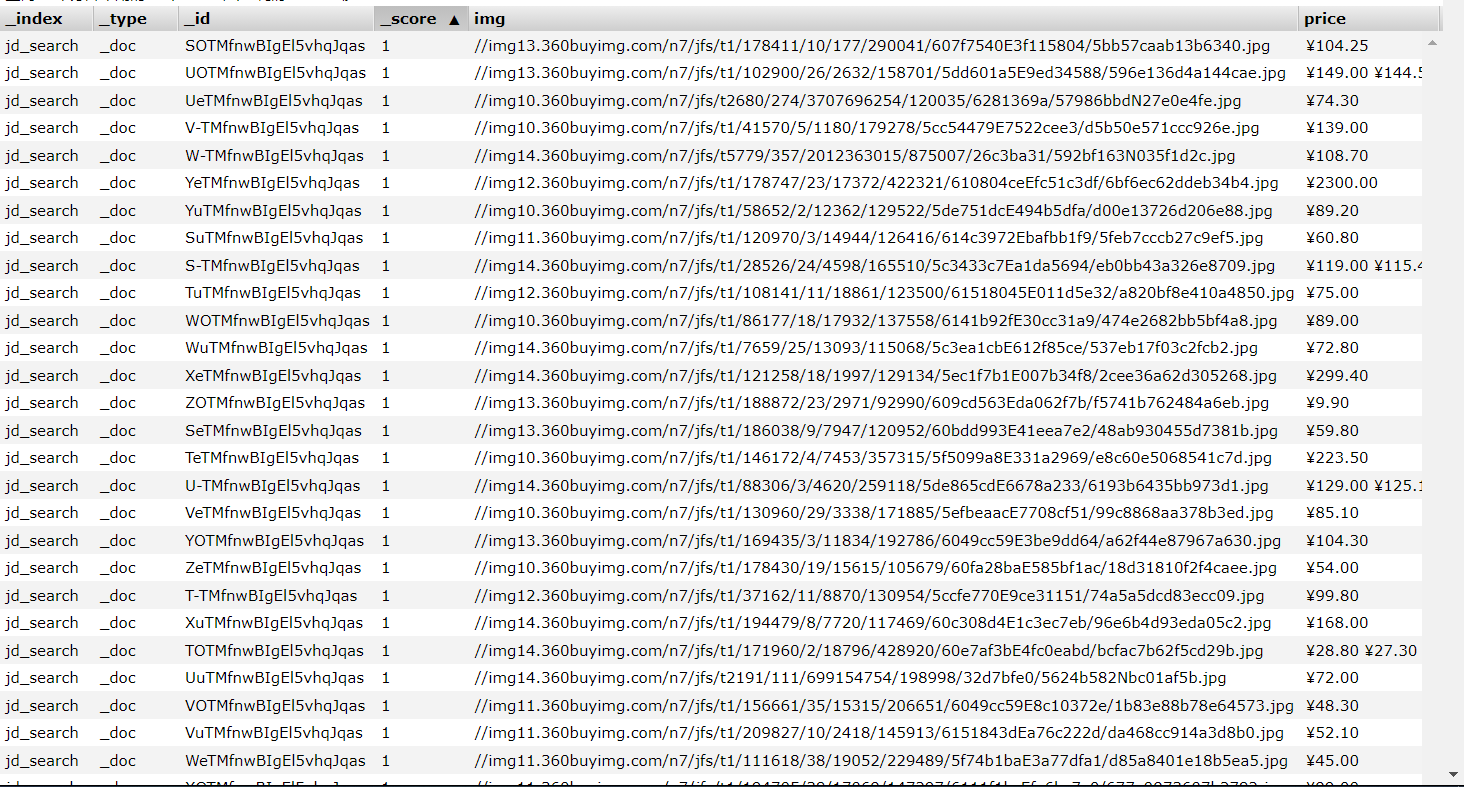 _index _type _id _score ▲ img price
jd_search _doc SOTMfnwBIgEl5vhqJqas 1 //img13.360buyimg.com/n7/jfs/t1/178411/10/177/290041/607f7540E3f115804/5bb57caab13b6340.jpg ¥104.25
jd_search _doc UOTMfnwBIgEl5vhqJqas 1 //img13.360buyimg.com/n7/jfs/t1/102900/26/2632/158701/5dd601a5E9ed34588/596e136d4a144cae.jpg ¥149.00 ¥144.5
jd_search _doc UeTMfnwBIgEl5vhqJqas 1 //img10.360buyimg.com/n7/jfs/t2680/274/3707696254/120035/6281369a/57986bbdN27e0e4fe.jpg ¥74.30
jd_search _doc V-TMfnwBIgEl5vhqJqas 1 //img10.360buyimg.com/n7/jfs/t1/41570/5/1180/179278/5cc54479E7522cee3/d5b50e571ccc926e.jpg ¥139.00
jd_search _doc W-TMfnwBIgEl5vhqJqas 1 //img14.360buyimg.com/n7/jfs/t5779/357/2012363015/875007/26c3ba31/592bf163N035f1d2c.jpg ¥108.70
jd_search _doc YeTMfnwBIgEl5vhqJqas 1 //img12.360buyimg.com/n7/jfs/t1/178747/23/17372/422321/610804ceEfc51c3df/6bf6ec62ddeb34b4.jpg ¥2300.00
jd_search _doc YuTMfnwBIgEl5vhqJqas 1 //img10.360buyimg.com/n7/jfs/t1/58652/2/12362/129522/5de751dcE494b5dfa/d00e13726d206e88.jpg ¥89.20
jd_search _doc SuTMfnwBIgEl5vhqJqas 1 //img11.360buyimg.com/n7/jfs/t1/120970/3/14944/126416/614c3972Ebafbb1f9/5feb7cccb27c9ef5.jpg ¥60.80
jd_search _doc S-TMfnwBIgEl5vhqJqas 1 //img14.360buyimg.com/n7/jfs/t1/28526/24/4598/165510/5c3433c7Ea1da5694/eb0bb43a326e8709.jpg ¥119.00 ¥115.4
jd_search _doc TuTMfnwBIgEl5vhqJqas 1 //img12.360buyimg.com/n7/jfs/t1/108141/11/18861/123500/61518045E011d5e32/a820bf8e410a4850.jpg ¥75.00
jd_search _doc WOTMfnwBIgEl5vhqJqas 1 //img10.360buyimg.com/n7/jfs/t1/86177/18/17932/137558/6141b92fE30cc31a9/474e2682bb5bf4a8.jpg ¥89.00
jd_search _doc WuTMfnwBIgEl5vhqJqas 1 //img14.360buyimg.com/n7/jfs/t1/7659/25/13093/115068/5c3ea1cbE612f85ce/537eb17f03c2fcb2.jpg ¥72.80
jd_search _doc XeTMfnwBIgEl5vhqJqas 1 //img14.360buyimg.com/n7/jfs/t1/121258/18/1997/129134/5ec1f7b1E007b34f8/2cee36a62d305268.jpg ¥299.40
jd_search _doc ZOTMfnwBIgEl5vhqJqas 1 //img13.360buyimg.com/n7/jfs/t1/188872/23/2971/92990/609cd563Eda062f7b/f5741b762484a6eb.jpg ¥9.90
jd_search _doc SeTMfnwBIgEl5vhqJqas 1 //img13.360buyimg.com/n7/jfs/t1/186038/9/7947/120952/60bdd993E41eea7e2/48ab930455d7381b.jpg ¥59.80
jd_search _doc TeTMfnwBIgEl5vhqJqas 1 //img10.360buyimg.com/n7/jfs/t1/146172/4/7453/357315/5f5099a8E331a2969/e8c60e5068541c7d.jpg ¥223.50
jd_search _doc U-TMfnwBIgEl5vhqJqas 1 //img14.360buyimg.com/n7/jfs/t1/88306/3/4620/259118/5de865cdE6678a233/6193b6435bb973d1.jpg ¥129.00 ¥125.1
jd_search _doc VeTMfnwBIgEl5vhqJqas 1 //img10.360buyimg.com/n7/jfs/t1/130960/29/3338/171885/5efbeaacE7708cf51/99c8868aa378b3ed.jpg ¥85.10
jd_search _doc YOTMfnwBIgEl5vhqJqas 1 //img13.360buyimg.com/n7/jfs/t1/169435/3/11834/192786/6049cc59E3be9dd64/a62f44e87967a630.jpg ¥104.30
jd_search _doc ZeTMfnwBIgEl5vhqJqas 1 //img10.360buyimg.com/n7/jfs/t1/178430/19/15615/105679/60fa28baE585bf1ac/18d31810f2f4caee.jpg ¥54.00
jd_search _doc T-TMfnwBIgEl5vhqJqas 1 //img12.360buyimg.com/n7/jfs/t1/37162/11/8870/130954/5ccfe770E9ce31151/74a5a5dcd83ecc09.jpg ¥99.80
jd_search _doc XuTMfnwBIgEl5vhqJqas 1 //img14.360buyimg.com/n7/jfs/t1/194479/8/7720/117469/60c308d4E1c3ec7eb/96e6b4d93eda05c2.jpg ¥168.00
jd_search _doc TOTMfnwBIgEl5vhqJqas 1 //img14.360buyimg.com/n7/jfs/t1/171960/2/18796/428920/60e7af3bE4fc0eabd/bcfac7b62f5cd29b.jpg ¥28.80 ¥27.30
jd_search _doc UuTMfnwBIgEl5vhqJqas 1 //img14.360buyimg.com/n7/jfs/t2191/111/699154754/198998/32d7bfe0/5624b582Nbc01af5b.jpg ¥72.00
jd_search _doc VOTMfnwBIgEl5vhqJqas 1 //img11.360buyimg.com/n7/jfs/t1/156661/35/15315/206651/6049cc59E8c10372e/1b83e88b78e64573.jpg ¥48.30
jd_search _doc VuTMfnwBIgEl5vhqJqas 1 //img11.360buyimg.com/n7/jfs/t1/209827/10/2418/145913/6151843dEa76c222d/da468cc914a3d8b0.jpg ¥52.10
jd_search _doc WeTMfnwBIgEl5vhqJqas 1 //img11.360buyimg.com/n7/jfs/t1/111618/38/19052/229489/5f74b1baE3a77dfa1/d85a8401e18b5ea5.jpg ¥45.00